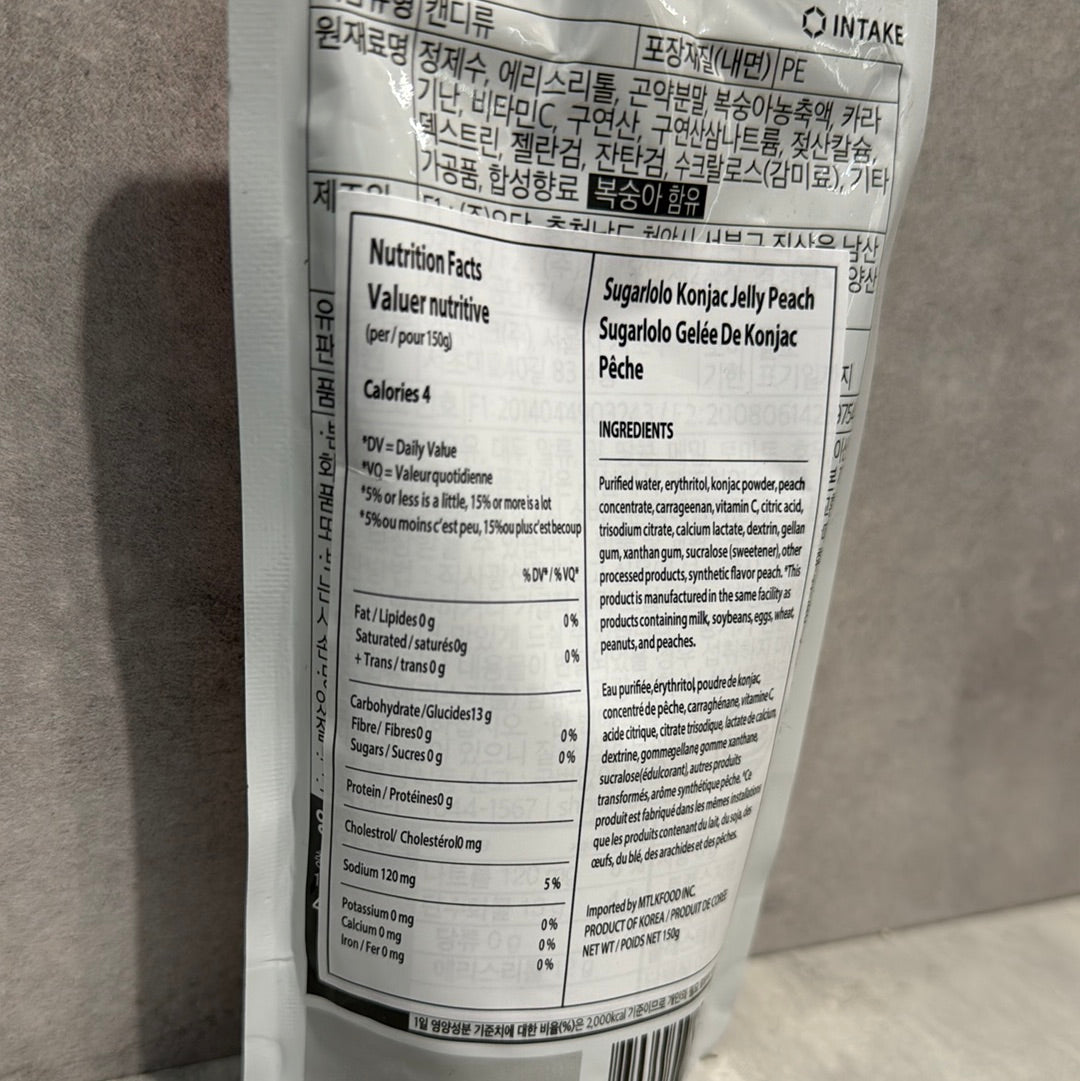 INTAKE
캔디류
포장재질(내면) PE
원재료명 정제수, 에리스리톨, 곤약분말, 복숭아농축액, 카라
기난, 비타민C, 구연산, 구연산삼나트륨, 젖산칼슘,
덱스트린, 젤란검, 잔탄검, 수크랄로스(감미료), 기타
가공품, 합성향료 복숭아 함유
남산
양산
Nutrition Facts
Valuer nutritive
(per/pour 150g)
Calories 4
*DV = Daily Value
*VQ = Valeur quotidienne
*5% or less is a little, 15% or more is a lot
*5%ou moins c'est peu, 15%ou plus c'est becoup
% DV* / % VQ*
Fat / Lipides 0 g 0%
Saturated / saturés0g
+ Trans / trans 0 g 0%
Carbohydrate /Glucides13 g
Fibre/ Fibres0 g 0%
Sugars / Sucres 0 g 0%
Protein / Protéines0 g
Cholestrol/ Cholestérol0 mg
Sodium 120 mg 5%
Potassium 0 mg 0%
Calcium 0 mg 0%
Iron / Fer 0 mg 0%
Sugarlolo Konjac Jelly Peach
Sugarlolo Gelée De Konjac
Pêche
INGREDIENTS
Purified water, erythritol, konjac powder, peach
concentrate, carrageenan, vitamin C, citric acid,
trisodium citrate, calcium lactate, dextrin, gellan
gum, xanthan gum, sucralose (sweetener), other
processed products, synthetic flavor peach. *This
product is manufactured in the same facility as
products containing milk, soybeans, eggs, wheat,
peanuts, and peaches.
Eau purifiée,érythritol, poudre de konjac,
concentré de pêche, carraghénane, vitamine C,
acide citrique, citrate trisodique, lactate de calcium,
dextrine, gommegellane, gomme xanthane,
sucralose(édulcorant), autres produits
transformés, arôme synthétique pêche. *Ce
produit est fabriqué dans les mêmes installations
que les produits contenant du lait, du soja, des
œufs, du blé, des arachides et des pêches.
Imported by MTLKFOOD INC.
PRODUCT OF KOREA / PRODUIT DE CORÉE
NET WT / POIDS NET 150g
1일 영양성분 기준치에 대한 비율(%)은 2,000kcal 기준이므로 개인의